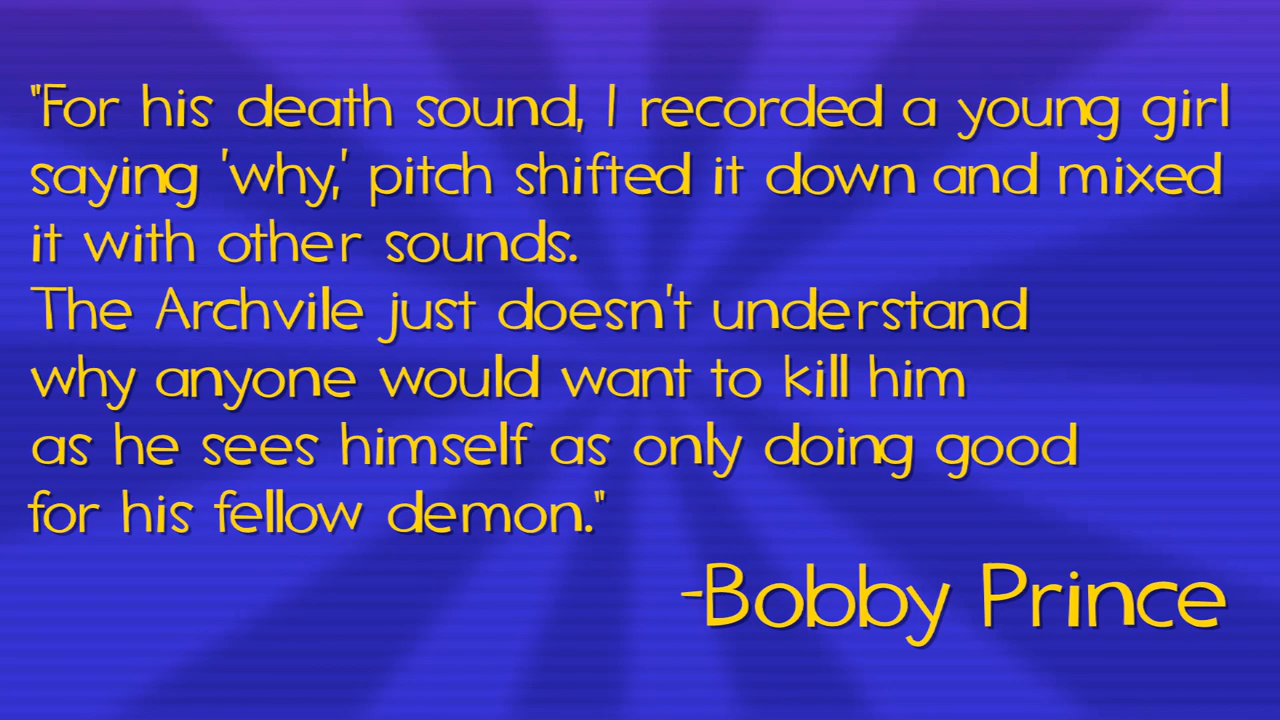 "For his death sound, I recorded a young girl
saying 'why,' pitch shifted it down and mixed
it with other sounds.
The Archvile just doesn't understand
why anyone would want to kill him
as he sees himself as only doing good
for his fellow demon."
-Bobby Prince